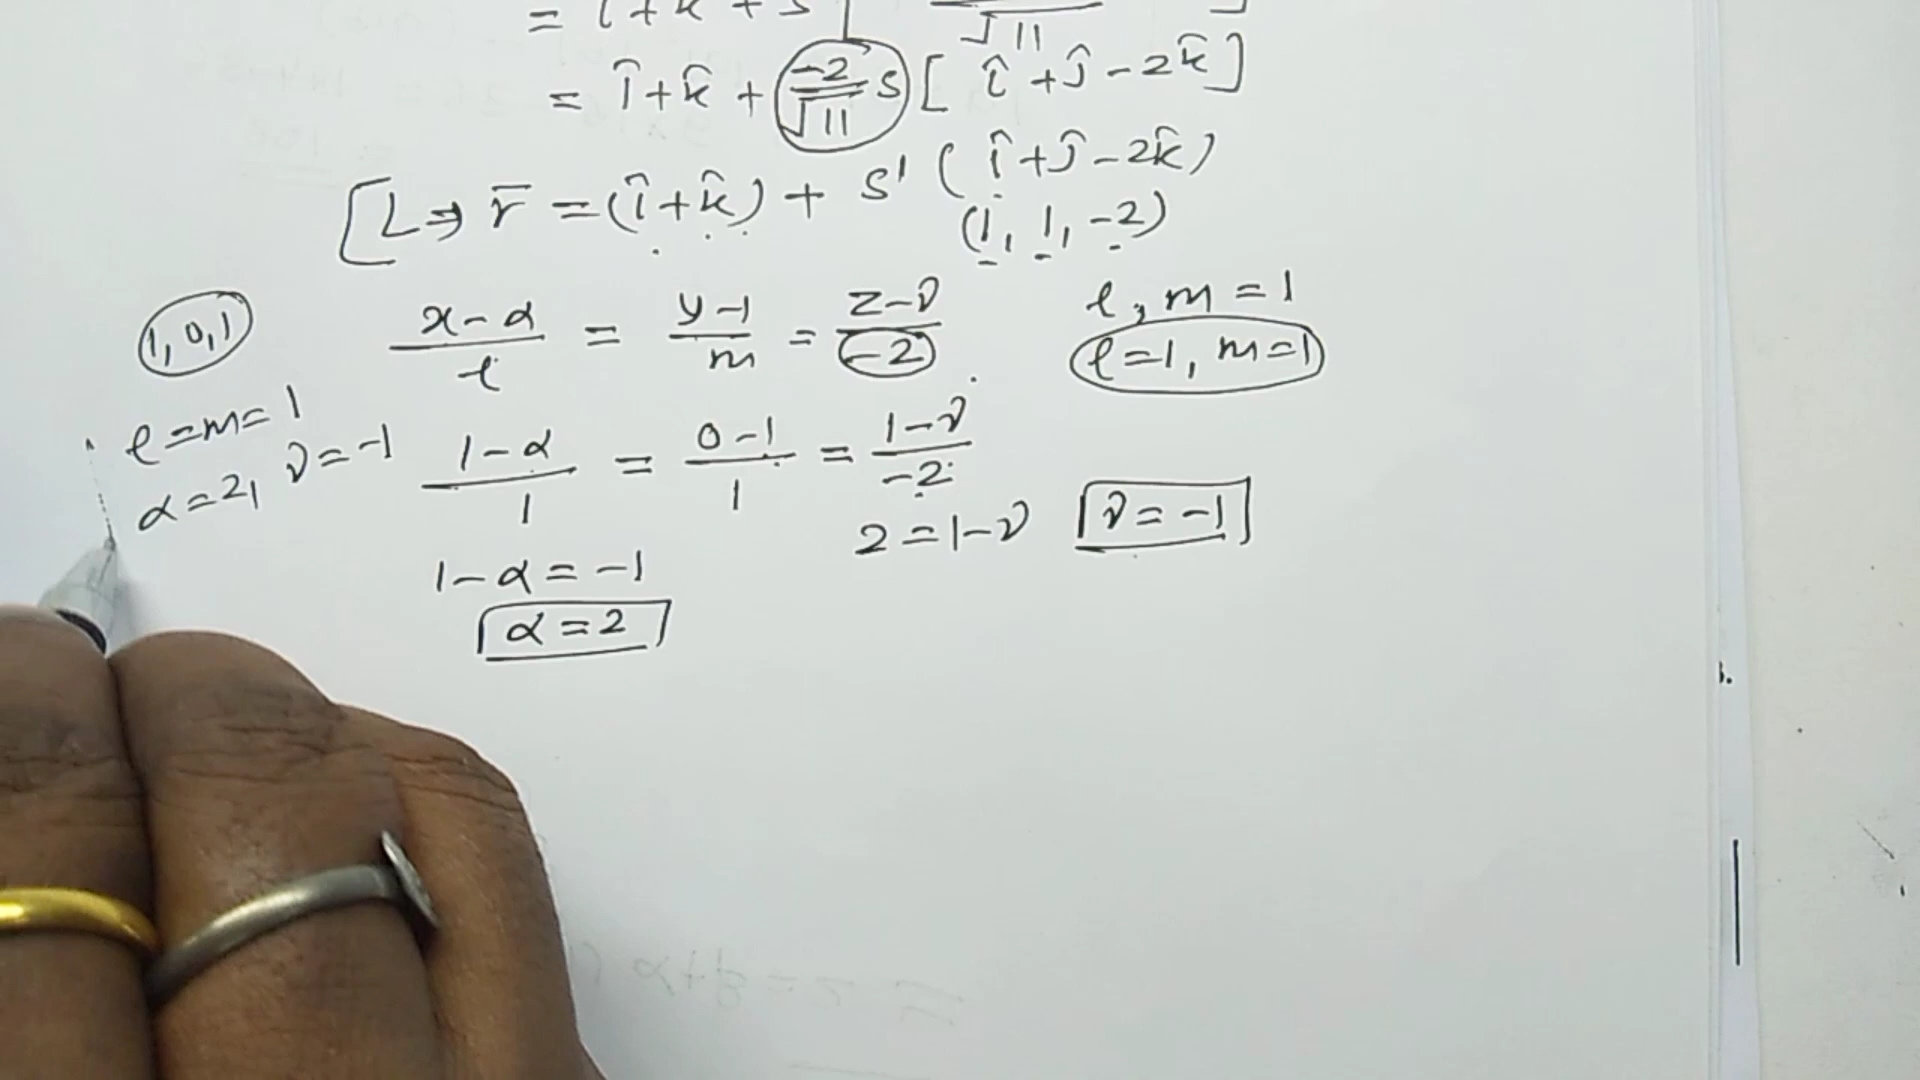 = î+k̂ + s [ √11 ]
= î+k̂ + (-2/√11 s) [ î+ĵ-2k̂ ]
[L⇒ r̄ = (î+k̂) + s' ( î+ĵ-2k̂ )
(1, 1, -2)
(1, 0, 1)
(x-α)/ℓ = (y-1)/m = (z-ν)/-2
ℓ, m = 1
ℓ=1, m=1
ℓ=m=1
α=2, ν=-1
(1-α)/1 = (0-1)/1 = (1-ν)/-2
2=1-ν
ν=-1
1-α=-1
α=2